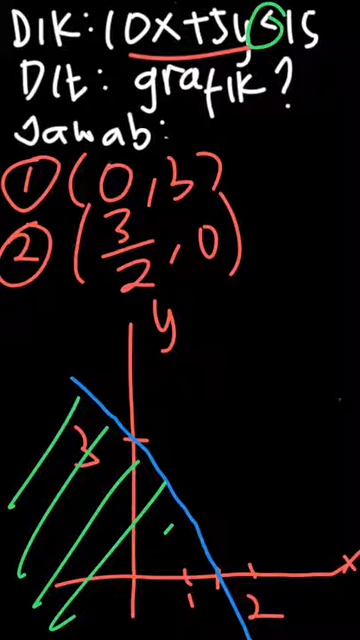 DIK: 10x+5y≤15
DIt: grafik?
Jawab:
① (0,3)
② (3/2, 0)
y
3
x
1 2